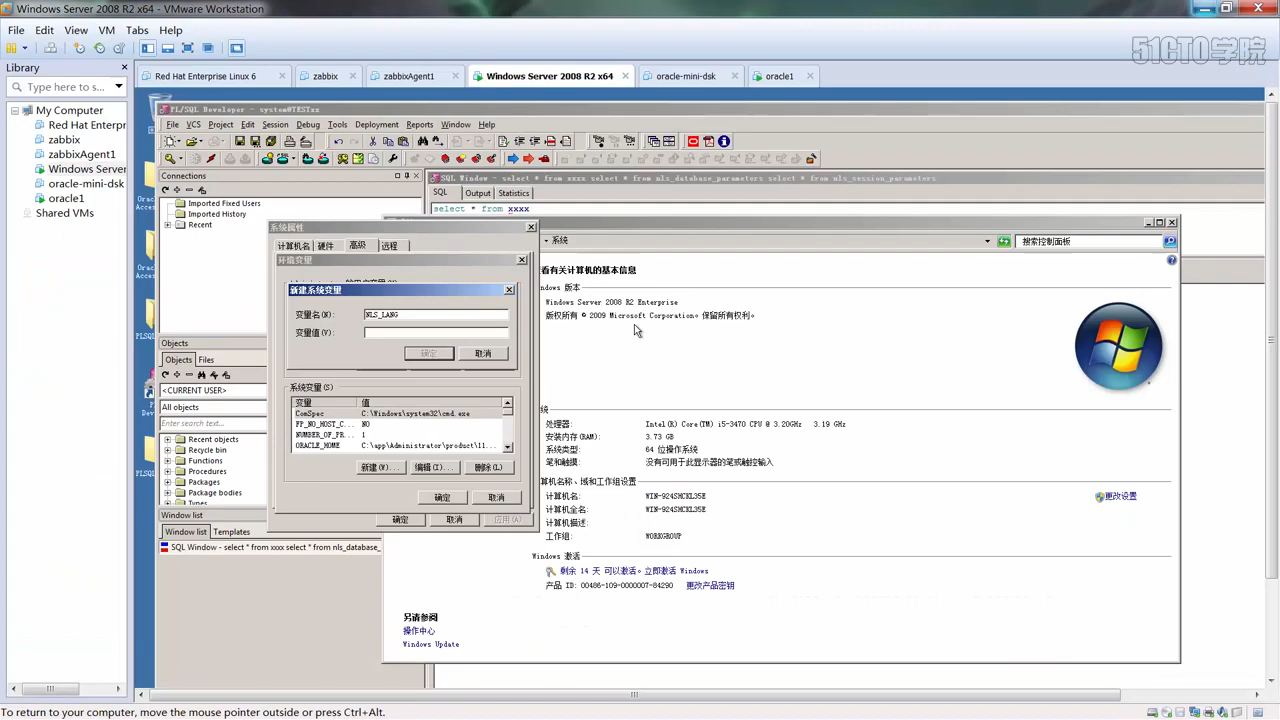 Windows Server 2008 R2 x64 - VMware Workstation
File Edit View VM Tabs Help
51CTO学院
Library
Type here to s...
My Computer
Red Hat Enterpr
zabbix
zabbixAgent1
Windows Server
oracle-mini-dsk
oracle1
Shared VMs
Red Hat Enterprise Linux 6
zabbix
zabbixAgent1
Windows Server 2008 R2 x64
oracle-mini-dsk
oracle1
PL/SQL Developer - system@TESTxx
File VCS Project Edit Session Debug Tools Deployment Reports Window Help
Connections
Imported Fixed Users
Imported History
Recent
SQL Window - select * from xxxx select * from nls_database_parameters select * from nls_session_parameters
SQL Output Statistics
select * from xxxx
系统属性
计算机名 硬件 高级 远程
环境变量
新建系统变量
变量名(N): NLS_LANG
变量值(V):
确定 取消
系统变量(S)
变量 值
ComSpec C:\Windows\system32\cmd.exe
FP_NO_HOST_C... NO
NUMBER_OF_PR... 1
ORACLE_HOME C:\app\Administrator\product\11...
新建(W)... 编辑(I)... 删除(L)
确定 取消
确定 取消 应用(A)
Objects
Objects Files
<CURRENT USER>
All objects
Enter search text...
Recent objects
Recycle bin
Functions
Procedures
Packages
Package bodies
Types
Window list
Window list Templates
SQL Window - select * from xxxx select * from nls_database_
系统
搜索控制面板
看有关计算机的基本信息
ndows 版本
Windows Server 2008 R2 Enterprise
版权所有 © 2009 Microsoft Corporation。保留所有权利。
统
处理器: Intel(R) Core(TM) i5-3470 CPU @ 3.20GHz 3.19 GHz
安装内存(RAM): 3.73 GB
系统类型: 64 位操作系统
笔和触摸: 没有可用于此显示器的笔或触控输入
算机名称、域和工作组设置
计算机名: WIN-924SMCKL35E
更改设置
计算机全名: WIN-924SMCKL35E
计算机描述:
工作组: WORKGROUP
Windows 激活
剩余 14 天 可以激活。立即激活 Windows
产品 ID: 00486-109-0000007-84290 更改产品密钥
另请参阅
操作中心
Windows Update
To return to your computer, move the mouse pointer outside or press Ctrl+Alt.